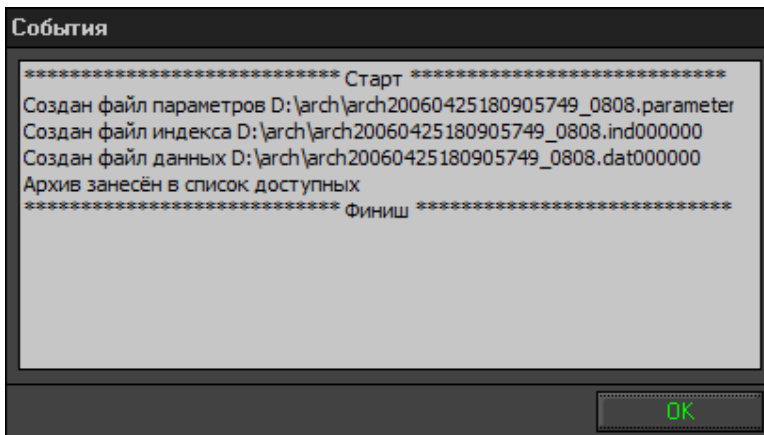 События
**************************** Старт ****************************
Создан файл параметров D:\arch\arch20060425180905749_0808.parameter
Создан файл индекса D:\arch\arch20060425180905749_0808.ind000000
Создан файл данных D:\arch\arch20060425180905749_0808.dat000000
Архив занесён в список доступных
**************************** Финиш ****************************
OK